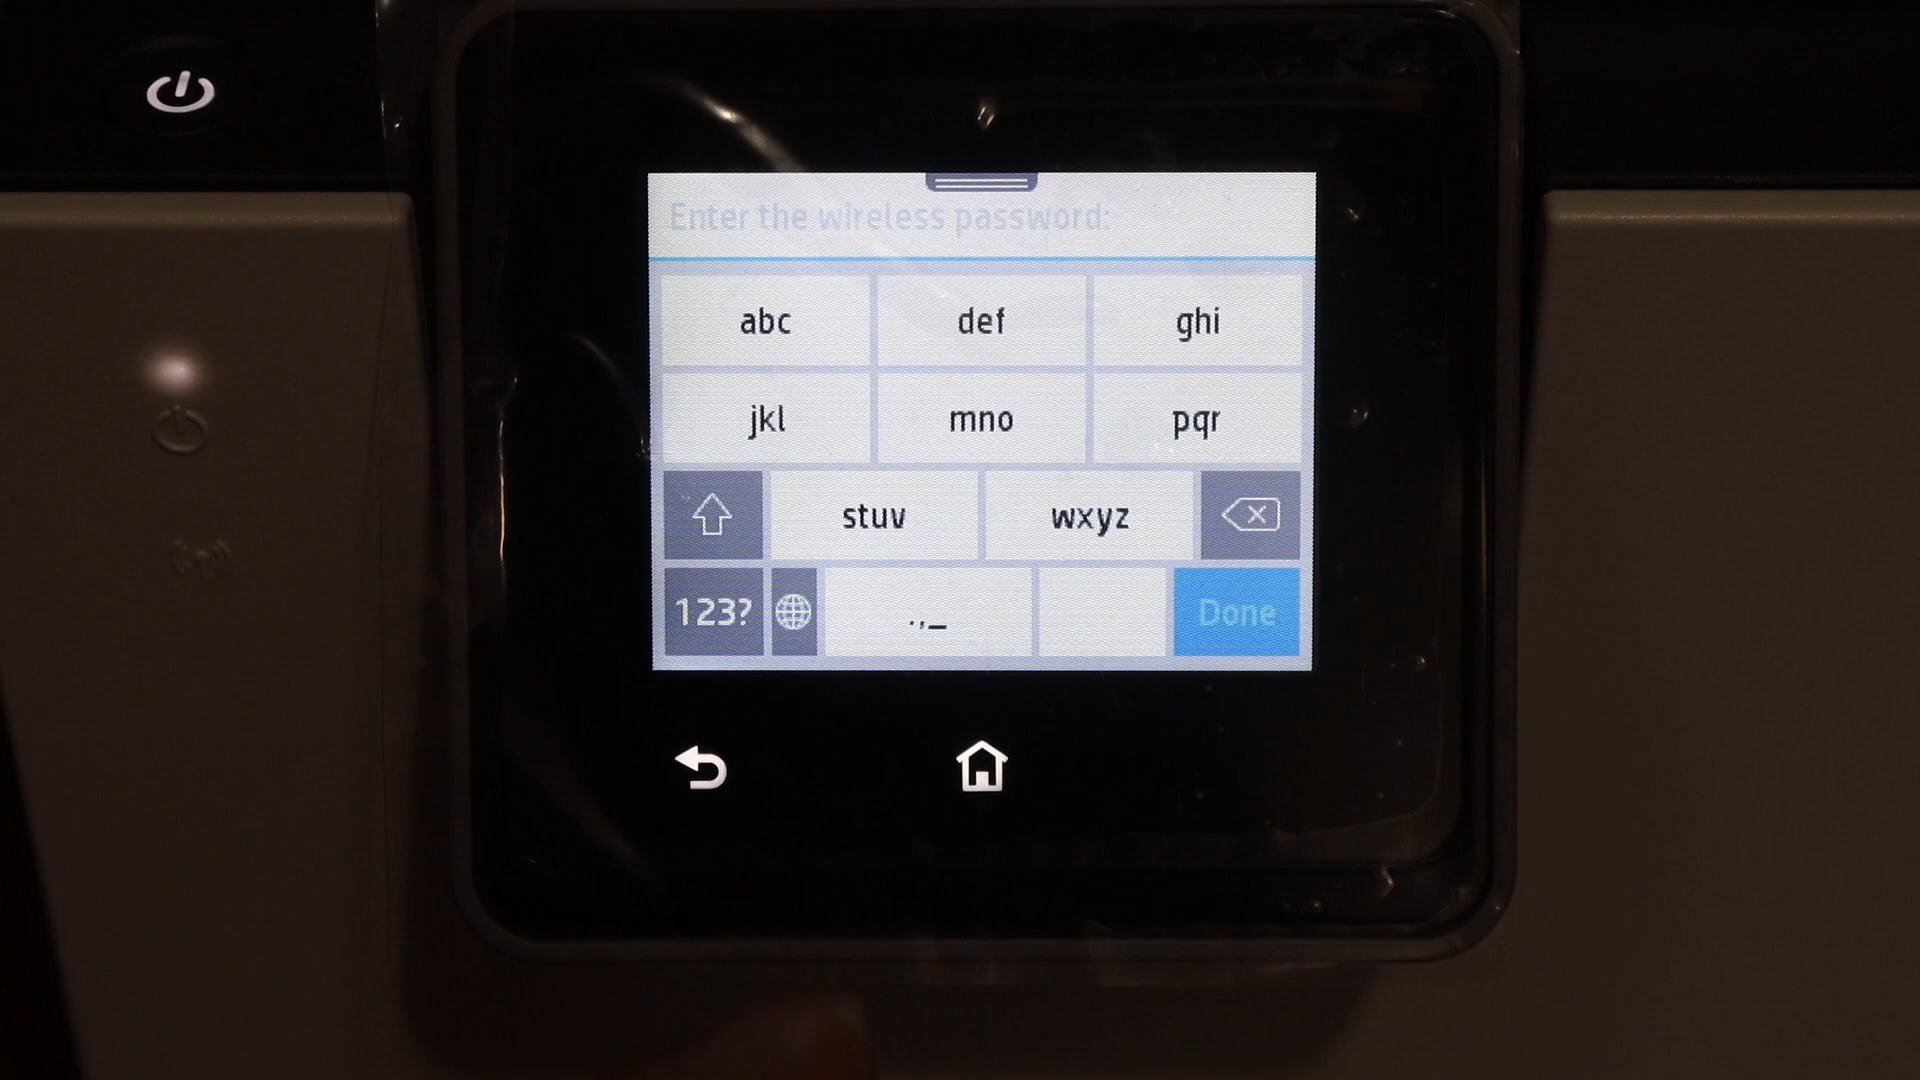 Enter the wireless password:
abc def ghi
jkl mno pqr
stuv wxyz
123? .,_ Done